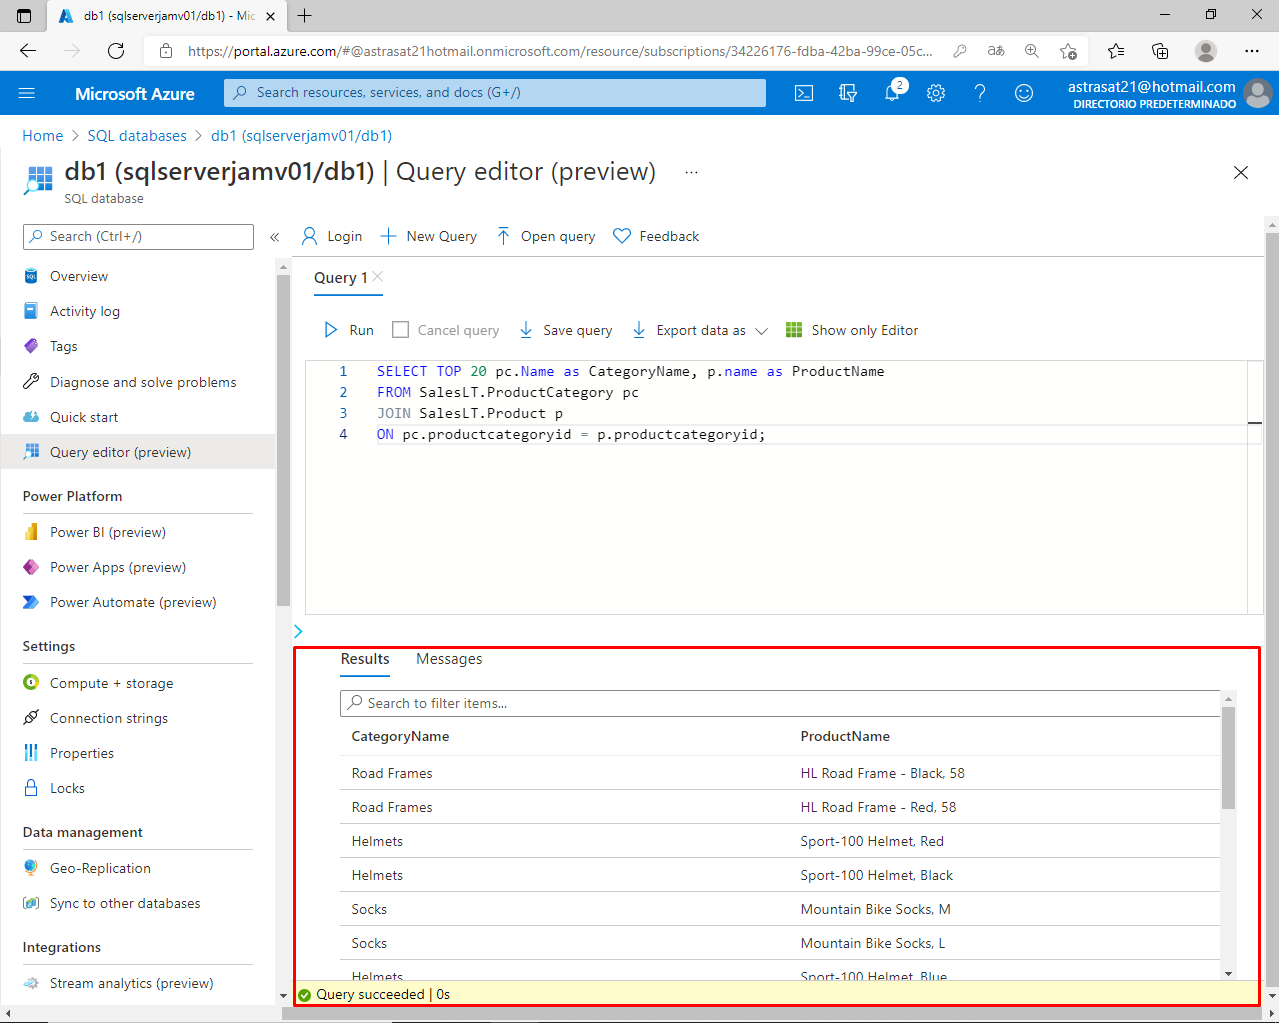 db1 (sqlserverjamv01/db1) - Mic
https://portal.azure.com/#@astrasat21hotmail.onmicrosoft.com/resource/subscriptions/34226176-fdba-42ba-99ce-05c...
aあ
Microsoft Azure
Search resources, services, and docs (G+/)
2
astrasat21@hotmail.com
DIRECTORIO PREDETERMINADO
Home > SQL databases > db1 (sqlserverjamv01/db1)
db1 (sqlserverjamv01/db1) | Query editor (preview) ...
SQL database
Search (Ctrl+/)
Overview
Activity log
Tags
Diagnose and solve problems
Quick start
Query editor (preview)
Power Platform
Power BI (preview)
Power Apps (preview)
Power Automate (preview)
Settings
Compute + storage
Connection strings
Properties
Locks
Data management
Geo-Replication
Sync to other databases
Integrations
Stream analytics (preview)
Login
New Query
Open query
Feedback
Query 1
Run
Cancel query
Save query
Export data as
Show only Editor
1 SELECT TOP 20 pc.Name as CategoryName, p.name as ProductName
2 FROM SalesLT.ProductCategory pc
3 JOIN SalesLT.Product p
4 ON pc.productcategoryid = p.productcategoryid;
Results Messages
Search to filter items...
CategoryName ProductName
Road Frames HL Road Frame - Black, 58
Road Frames HL Road Frame - Red, 58
Helmets Sport-100 Helmet, Red
Helmets Sport-100 Helmet, Black
Socks Mountain Bike Socks, M
Socks Mountain Bike Socks, L
Helmets Sport-100 Helmet, Blue
Query succeeded | 0s